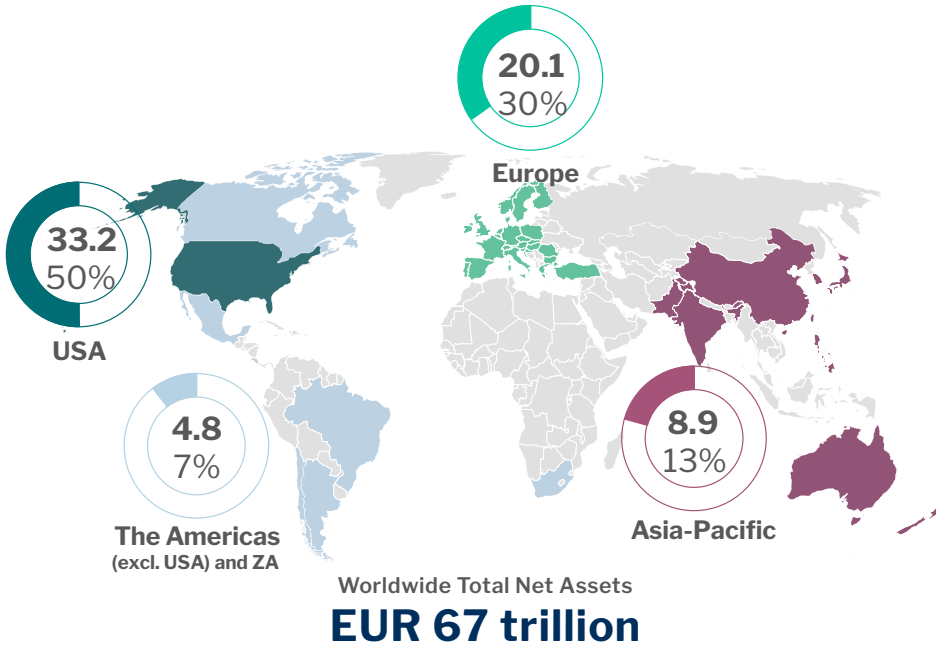 20.1
30%
Europe
33.2
50%
USA
4.8
7%
The Americas
(excl. USA) and ZA
8.9
13%
Asia-Pacific
Worldwide Total Net Assets
EUR 67 trillion